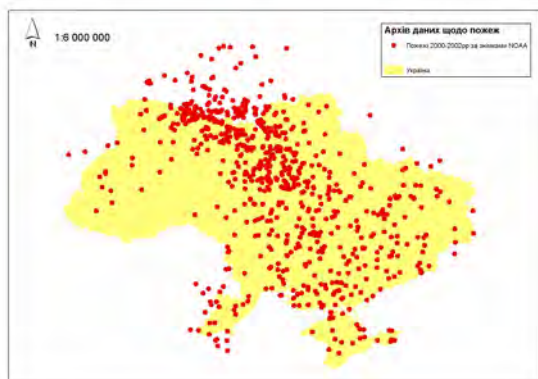 N
1:6 000 000
Архів даних щодо пожеж
Пожежі 2000-2002рр за знімками NOAA
Україна